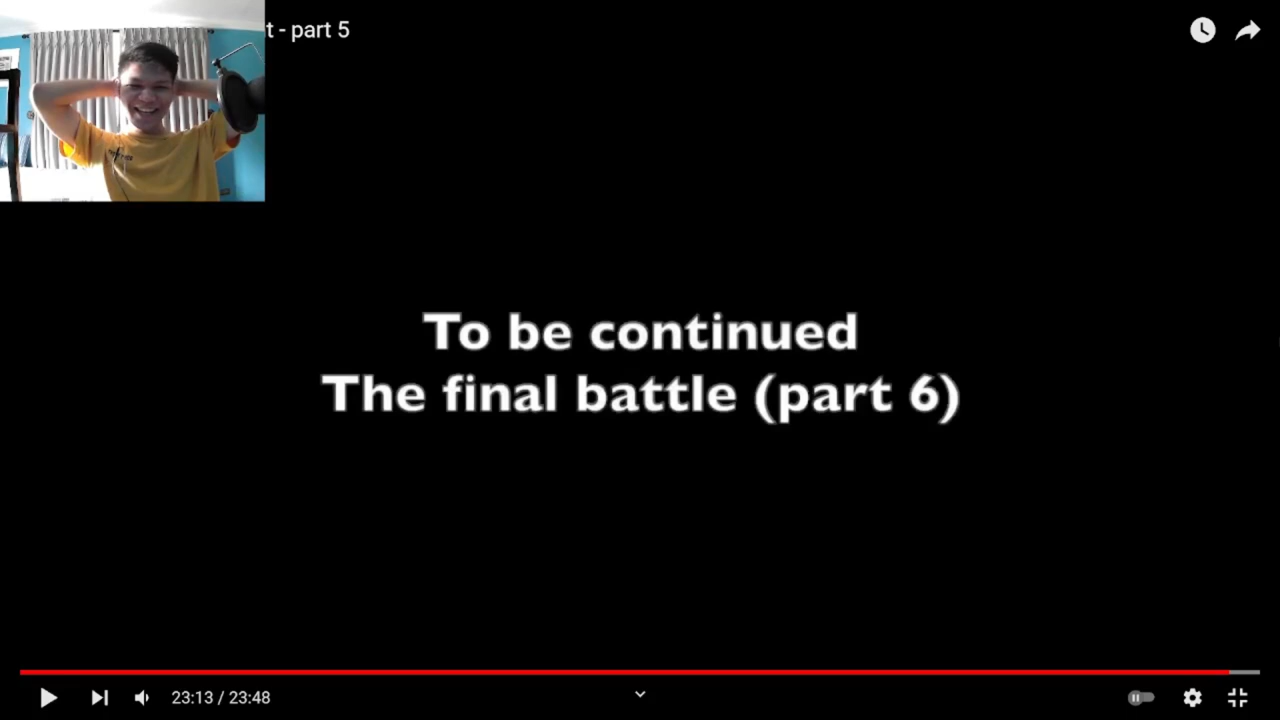 t - part 5
To be continued
The final battle (part 6)
23:13 / 23:48